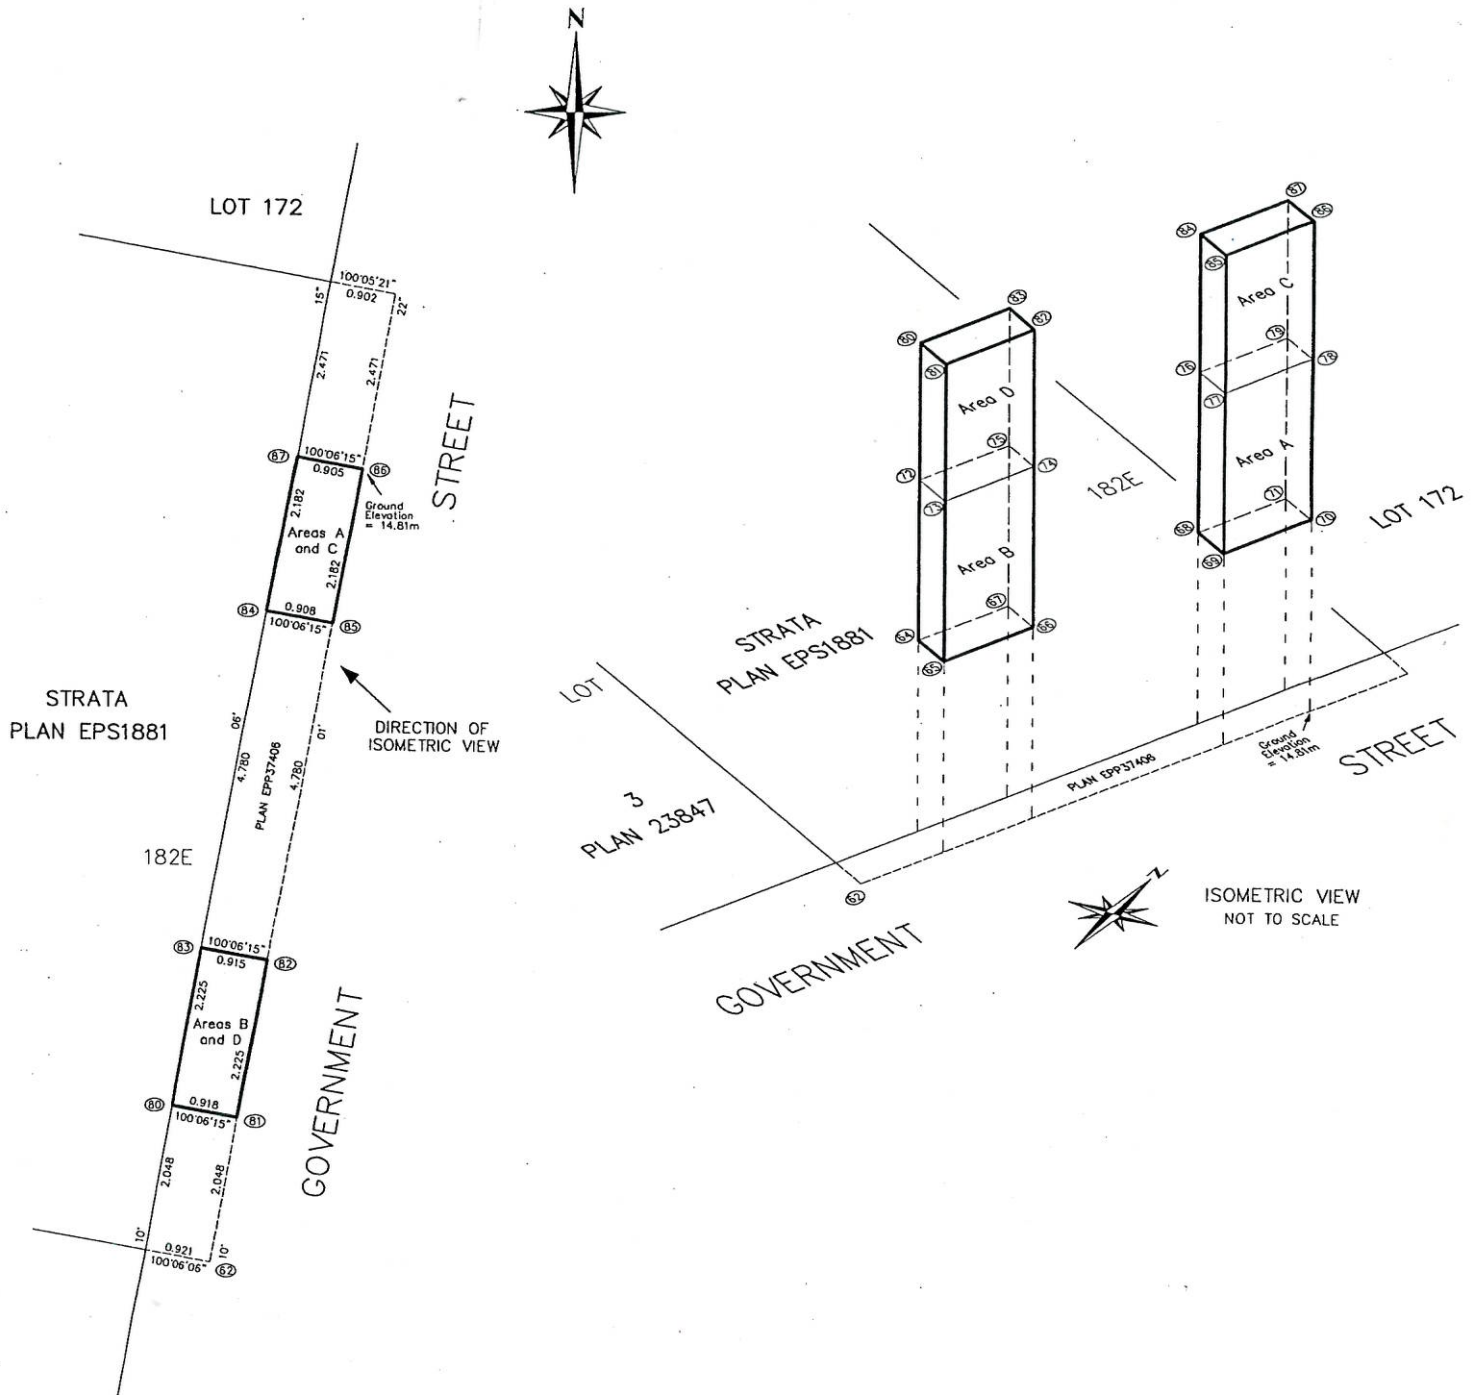 N
LOT 172
100°05'21"
0.902
15"
22"
2.471
2.471
STREET
87
100°06'15"
0.905
86
Ground
Elevation
= 14.81m
2.182
Areas A
and C
2.182
84
0.908
100°06'15"
85
STRATA
PLAN EPS1881
DIRECTION OF
ISOMETRIC VIEW
06'
01'
4.780
PLAN EPP37406
4.780
182E
83
100°06'15"
0.915
82
2.225
Areas B
and D
2.225
80
0.918
100°06'15"
81
GOVERNMENT
2.048
2.048
10°
10°
0.921
100°06'06"
62
87
84
86
85
Area C
83
80
82
81
79
76
78
77
Area D
Area A
75
72
74
73
182E
71
68
70
69
LOT 172
Area B
67
64
66
65
STRATA
PLAN EPS1881
LOT
3
PLAN 23847
PLAN EPP37406
Ground
Elevation
= 14.81m
STREET
62
GOVERNMENT
N
ISOMETRIC VIEW
NOT TO SCALE